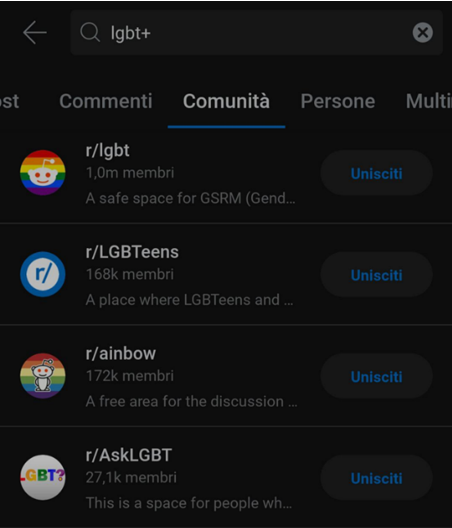 lgbt+
ost Commenti Comunità Persone Multi
r/lgbt
1,0m membri
Unisciti
A safe space for GSRM (Gend...
r/LGBTeens
168k membri
Unisciti
A place where LGBTeens and ...
r/ainbow
172k membri
Unisciti
A free area for the discussion ...
r/AskLGBT
27,1k membri
Unisciti
This is a space for people wh...
r/
LGBT?